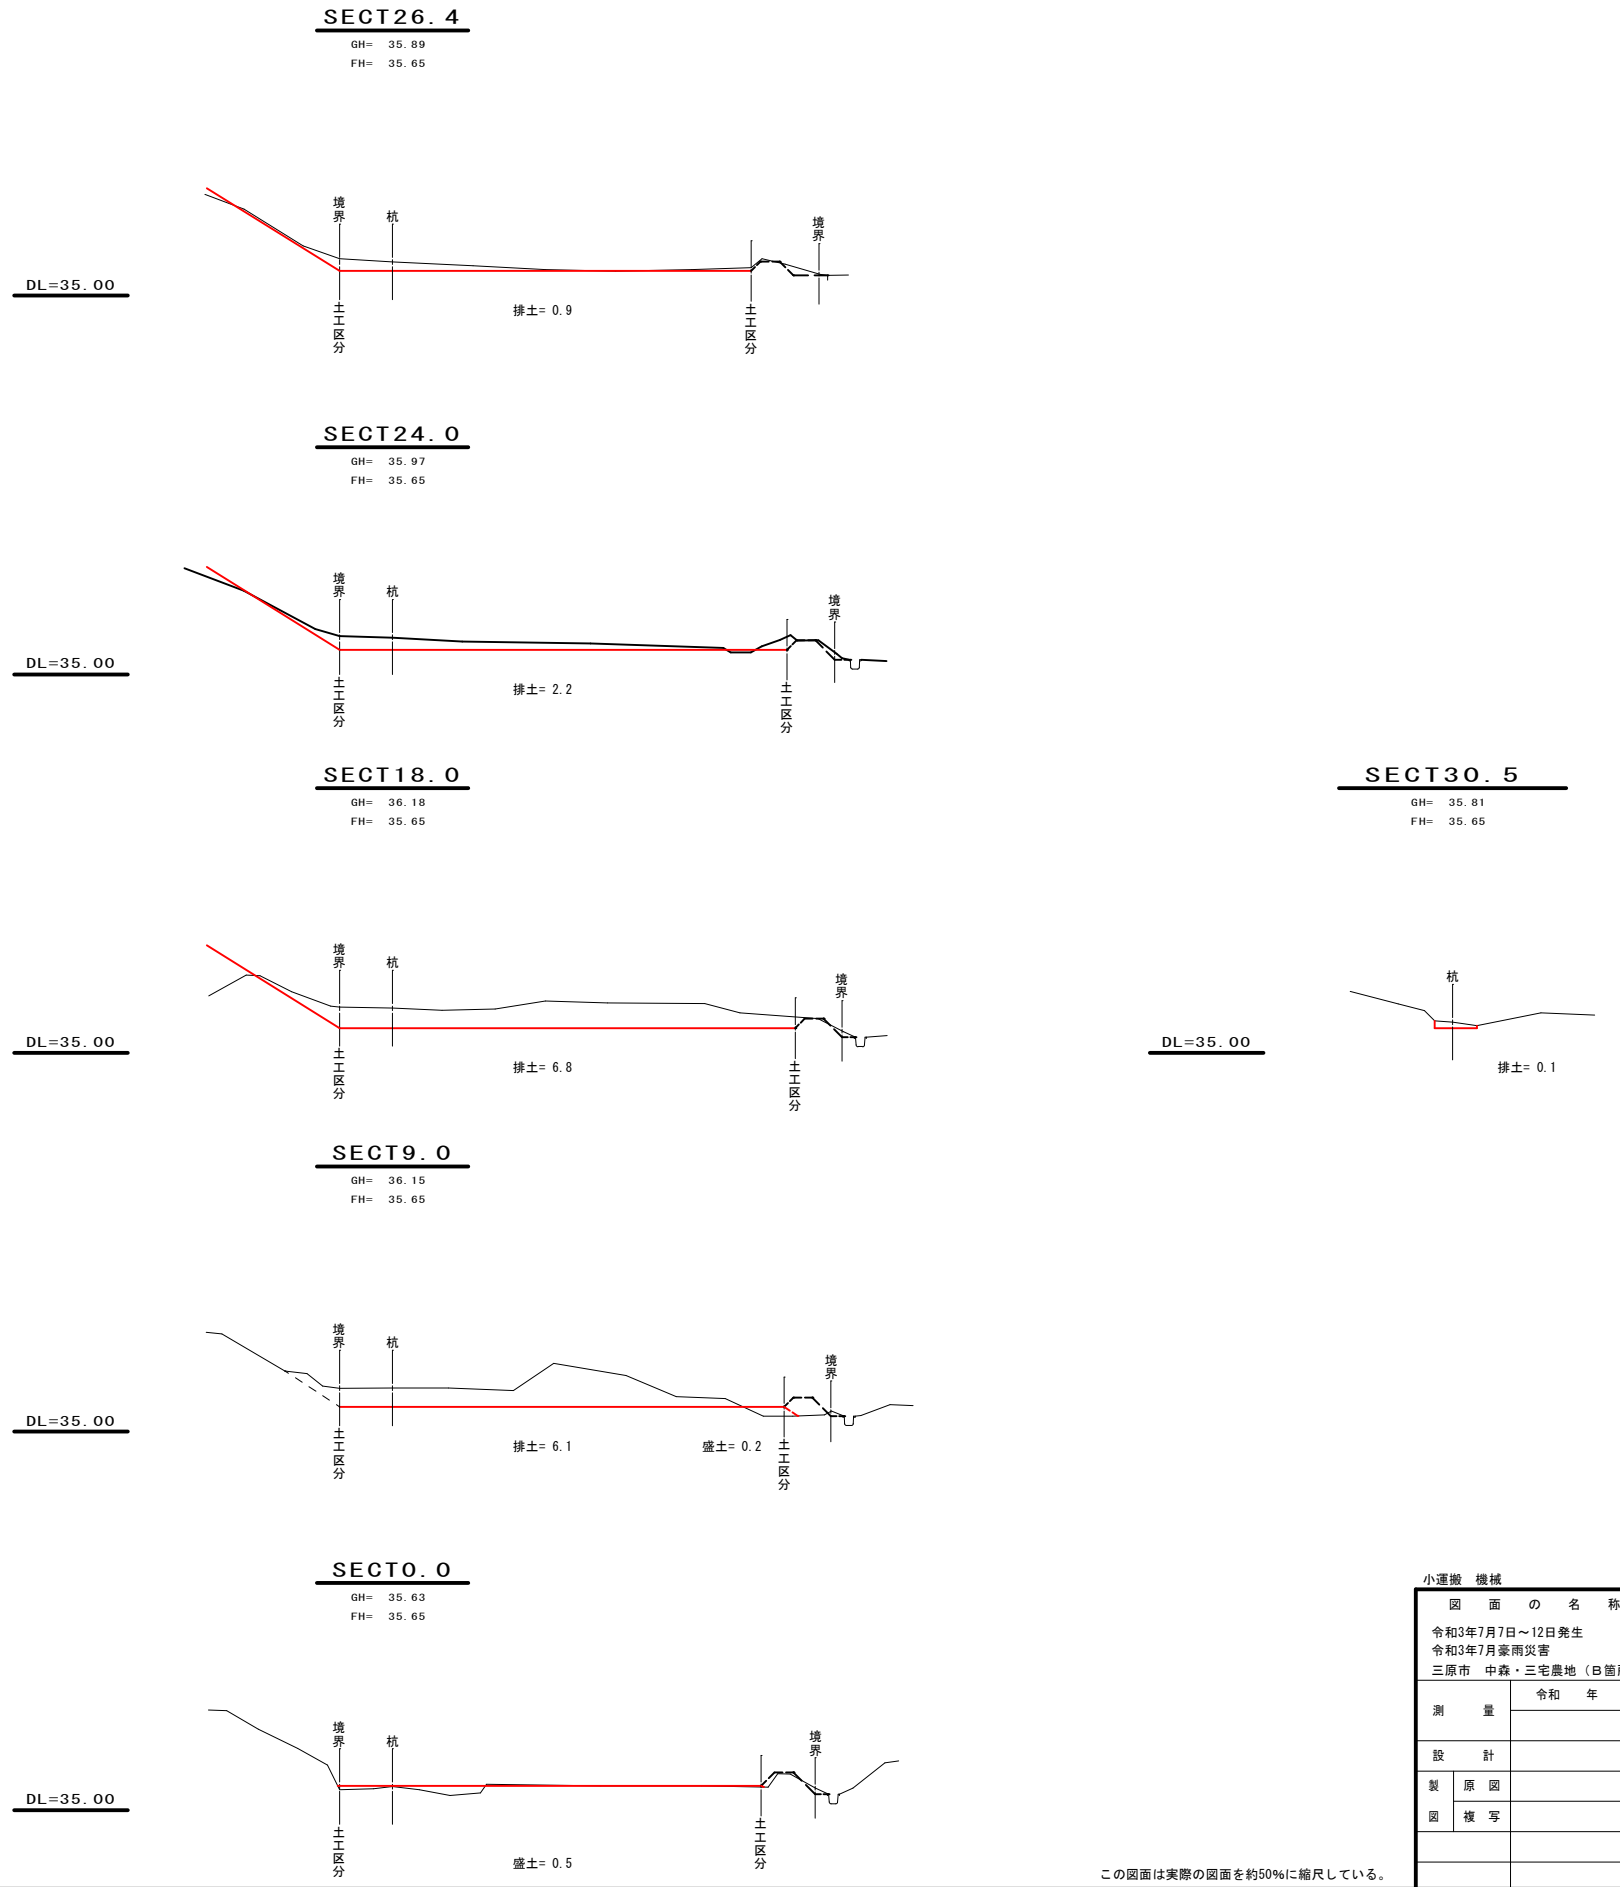 SECT26.4
GH= 35.89
FH= 35.65
境界
杭
境界
DL=35.00
土工区分
排土= 0.9
土工区分
SECT24.0
GH= 35.97
FH= 35.65
境界
杭
境界
DL=35.00
土工区分
排土= 2.2
土工区分
SECT18.0
GH= 36.18
FH= 35.65
境界
杭
境界
DL=35.00
土工区分
排土= 6.8
土工区分
SECT30.5
GH= 35.81
FH= 35.65
杭
DL=35.00
排土= 0.1
SECT9.0
GH= 36.15
FH= 35.65
境界
杭
境界
DL=35.00
土工区分
排土= 6.1
盛土= 0.2
土工区分
SECT0.0
GH= 35.63
FH= 35.65
境界
杭
境界
DL=35.00
土工区分
盛土= 0.5
土工区分
この図面は実際の図面を約50%に縮尺している。
小運搬 機械
図 面 の 名 称
令和3年7月7日～12日発生
令和3年7月豪雨災害
三原市 中森・三宅農地（B箇
測 量
令和 年
設 計
製図
原 図
複 写